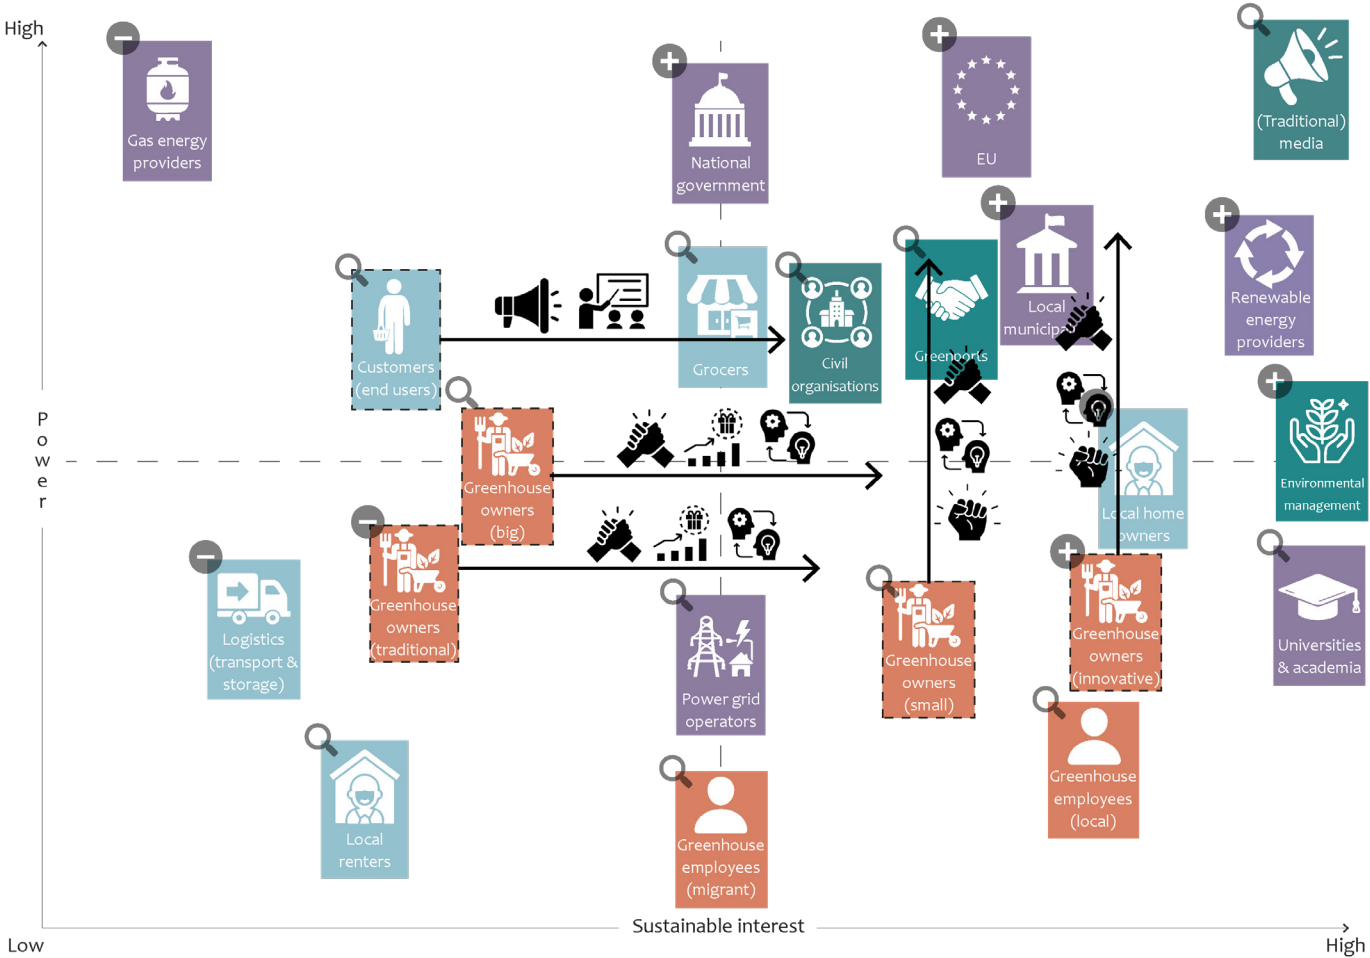 High
Gas energy
providers
National
government
EU
(Traditional)
media
Customers
(end users)
Grocers
Civil
organisations
Greenports
Local
municipa
Renewable
energy
providers
Power
Greenhouse
owners
(big)
Greenhouse
owners
(traditional)
Local home
owners
Environmental
management
Logistics
(transport &
storage)
Power grid
operators
Greenhouse
owners
(small)
Greenhouse
owners
(innovative)
Universities
& academia
Local
renters
Greenhouse
employees
(migrant)
Greenhouse
employees
(local)
Low
Sustainable interest
High